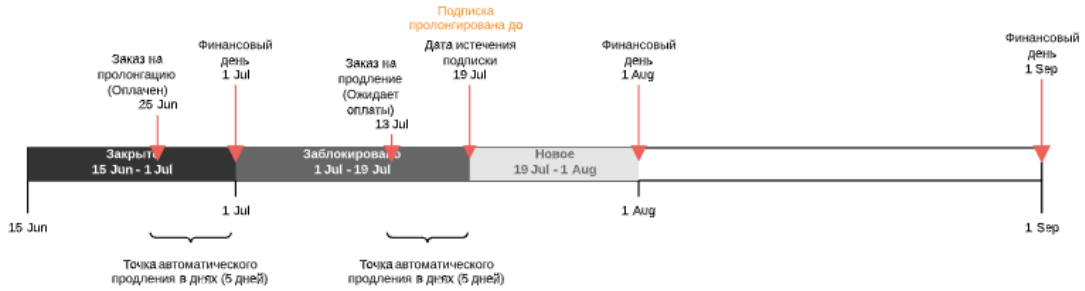 Подписка
пролонгирована до
Дата истечения
подписки
19 Jul
Заказ на
пролонгацию
(Оплачен)
25 Jun
Финансовый
день
1 Jul
Заказ на
продление
(Ожидает
оплаты)
13 Jul
Финансовый
день
1 Aug
Финансовый
день
1 Sep
Закрыто
15 Jun - 1 Jul
Заблокировано
1 Jul - 19 Jul
Новое
19 Jul - 1 Aug
15 Jun
1 Jul
1 Aug
1 Sep
Точка автоматического
продления в днях (5 дней)
Точка автоматического
продления в днях (5 дней)